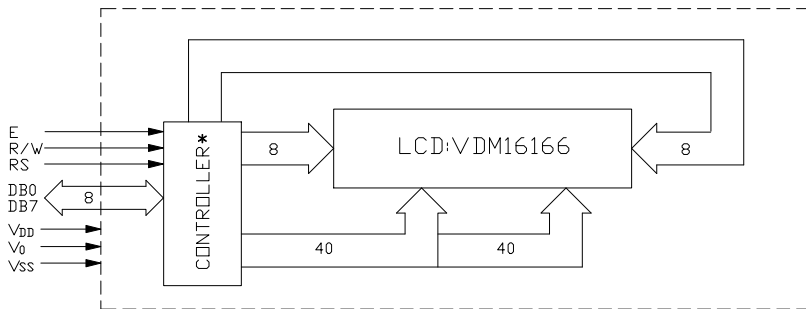 E
R/W
RS
DB0
DB7
8
VDD
V0
VSS
CONTROLLER*
8
LCD:VDM16166
8
40
40